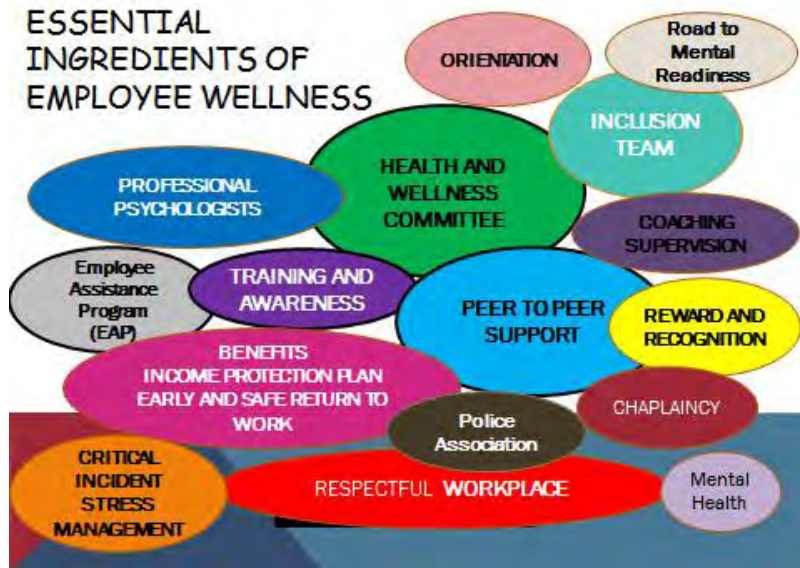 ESSENTIAL
INGREDIENTS OF
EMPLOYEE WELLNESS
ORIENTATION
Road to
Mental
Readiness
INCLUSION
TEAM
HEALTH AND
WELLNESS
COMMITTEE
PROFESSIONAL
PSYCHOLOGISTS
COACHING
SUPERVISION
Employee
Assistance
Program
(EAP)
TRAINING AND
AWARENESS
PEER TO PEER
SUPPORT
REWARD AND
RECOGNITION
BENEFITS
INCOME PROTECTION PLAN
EARLY AND SAFE RETURN TO
WORK
Police
Association
CHAPLAINCY
CRITICAL
INCIDENT
STRESS
MANAGEMENT
RESPECTFUL WORKPLACE
Mental
Health